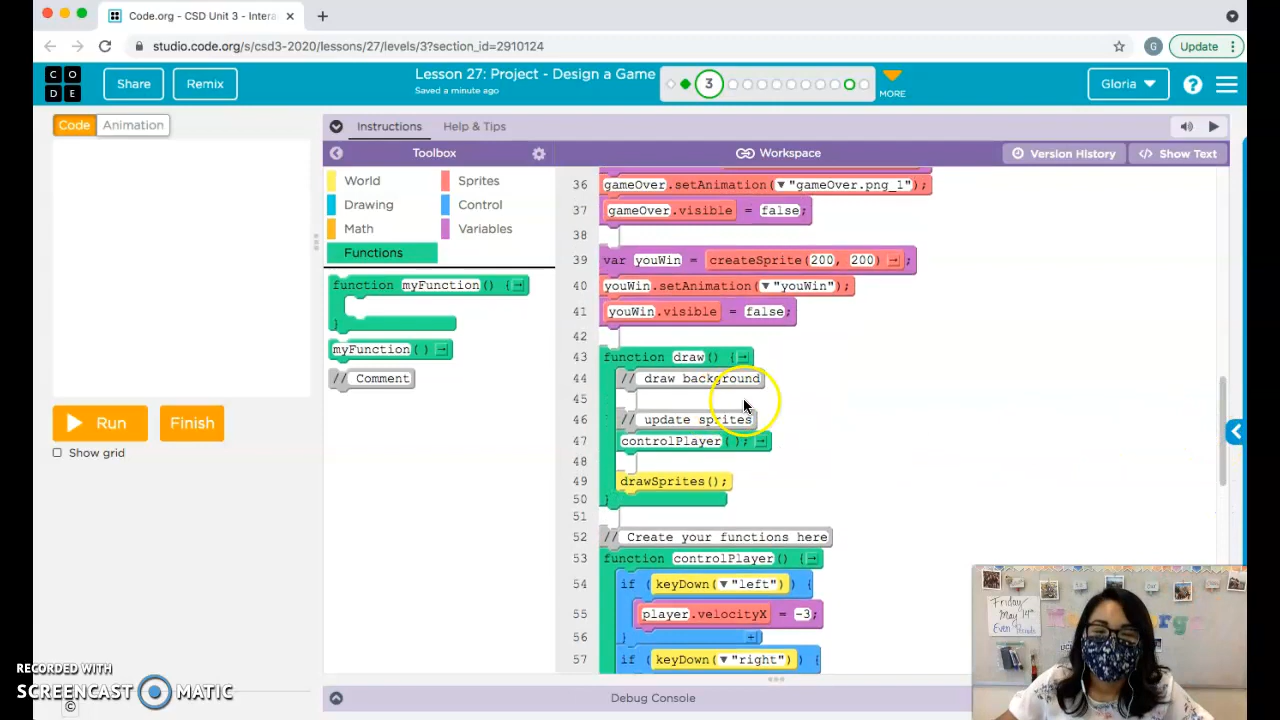 Code.org - CSD Unit 3 - Intera
studio.code.org/s/csd3-2020/lessons/27/levels/3?section_id=2910124
G
Update
CODE
Share
Remix
Lesson 27: Project - Design a Game
Saved a minute ago
3
MORE
Gloria
?
Code
Animation
Instructions
Help & Tips
Toolbox
Workspace
Version History
</> Show Text
World
Sprites
Drawing
Control
Math
Variables
Functions
function myFunction() {
}
myFunction()
// Comment
Run
Finish
Show grid
36 gameOver.setAnimation("gameOver.png_1");
37 gameOver.visible = false;
38
39 var youWin = createSprite(200, 200);
40 youWin.setAnimation("youWin");
41 youWin.visible = false;
42
43 function draw() {
44 // draw background
45
46 // update sprites
47 controlPlayer();
48
49 drawSprites();
50 }
51
52 // Create your functions here
53 function controlPlayer() {
54 if (keyDown("left")) {
55 player.velocityX = -3;
56 }
57 if (keyDown("right")) {
Debug Console
Friday
May 14th
Even Periods
RECORDED WITH
SCREENCAST MATIC